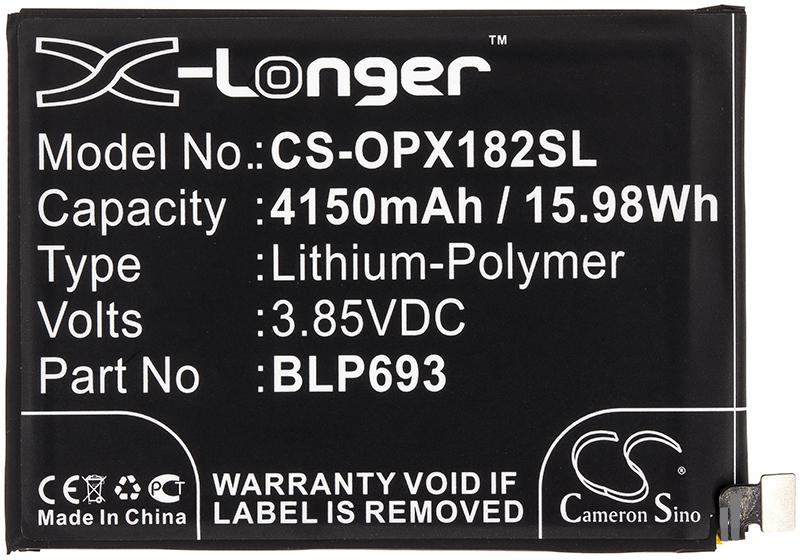 X-Longer™
Model No.: CS-OPX182SL
Capacity : 4150mAh / 15.98Wh
Type : Lithium-Polymer
Volts : 3.85VDC
Part No : BLP693
CE PCT
Made In China
WARRANTY VOID IF
LABEL IS REMOVED
CS
Cameron Sino